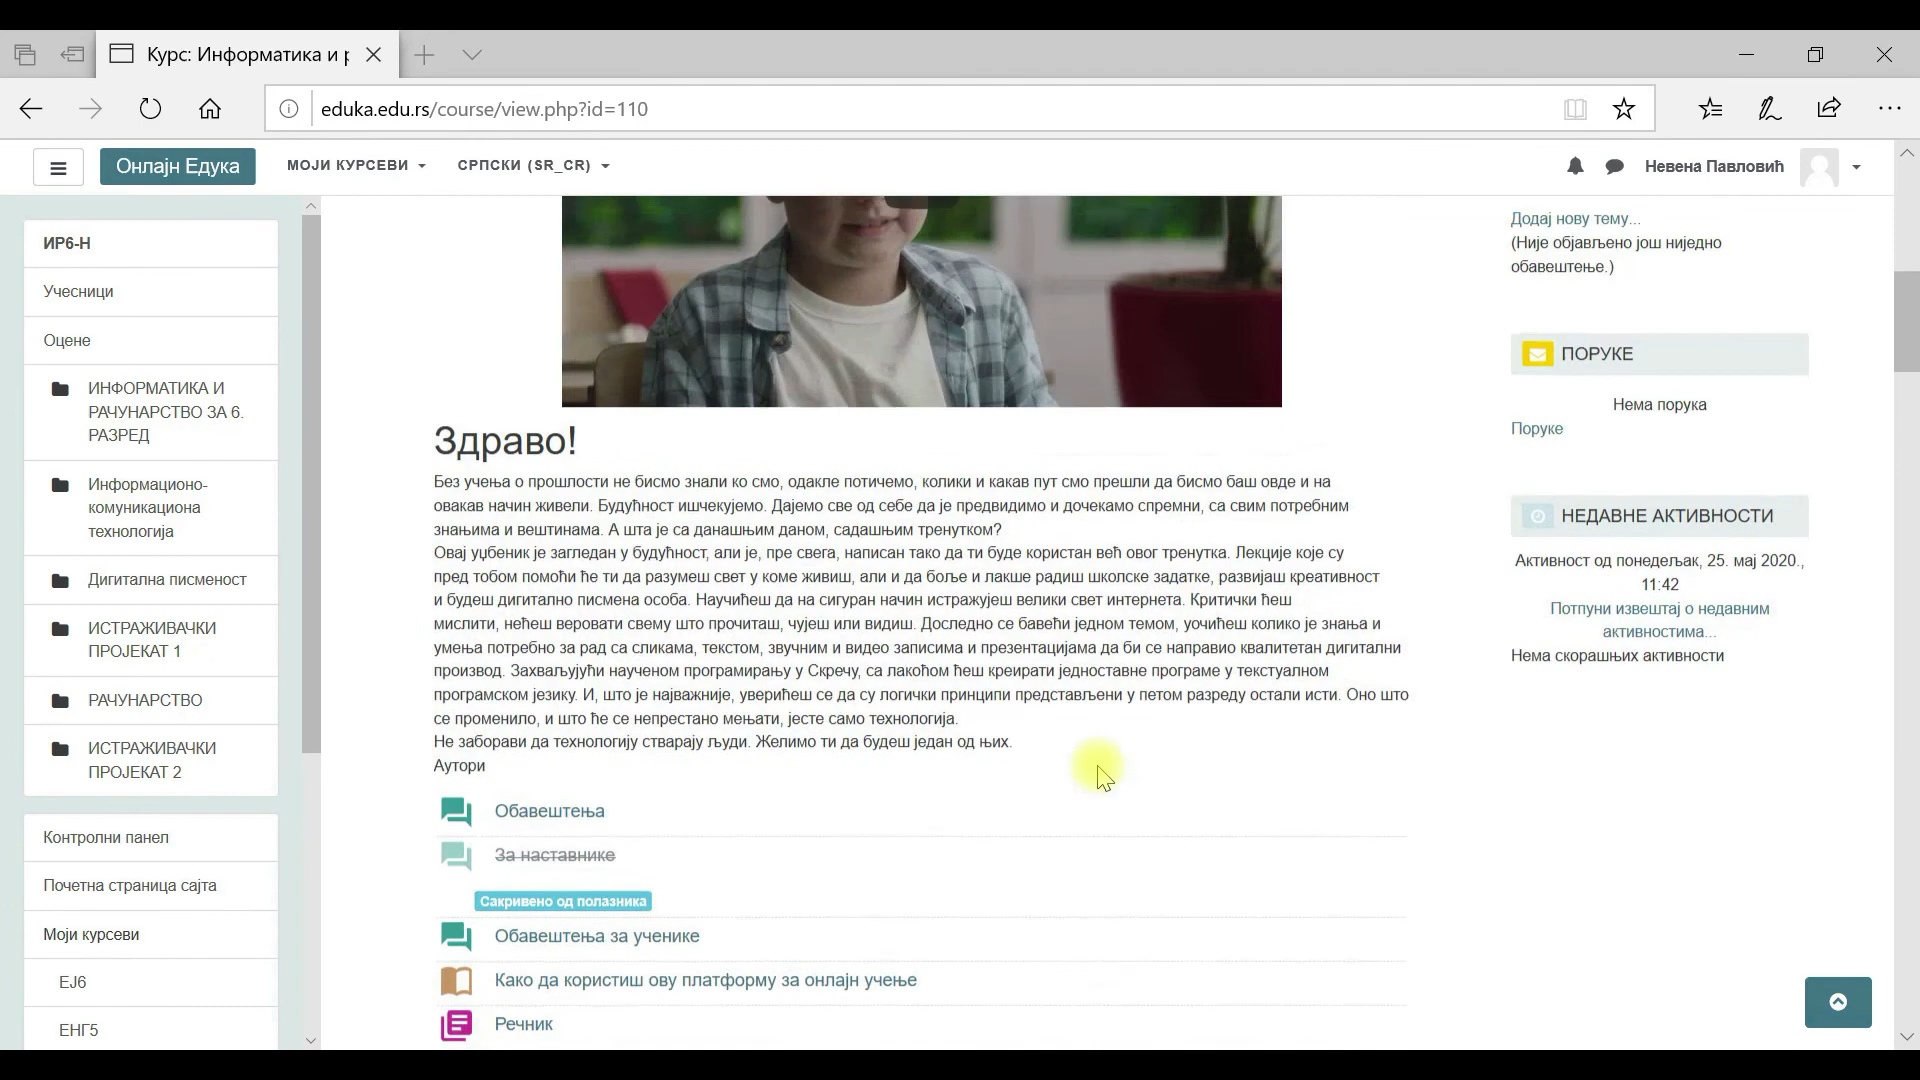 Курс: Информатика и р
eduka.edu.rs/course/view.php?id=110
Онлајн Едука
МОЈИ КУРСЕВИ
СРПСКИ (SR_CR)
Невена Павловић
ИР6-Н
Учесници
Оцене
ИНФОРМАТИКА И
РАЧУНАРСТВО ЗА 6.
РАЗРЕД
Информационо-
комуникациона
технологија
Дигитална писменост
ИСТРАЖИВАЧКИ
ПРОЈЕКАТ 1
РАЧУНАРСТВО
ИСТРАЖИВАЧКИ
ПРОЈЕКАТ 2
Контролни панел
Почетна страница сајта
Моји курсеви
ЕЈ6
ЕНГ5
Здраво!
Без учења о прошлости не бисмо знали ко смо, одакле потичемо, колики и какав пут смо прешли да бисмо баш овде и на
овакав начин живели. Будућност ишчекујемо. Дајемо све од себе да је предвидимо и дочекамо спремни, са свим потребним
знањима и вештинама. А шта је са данашњим даном, садашњим тренутком?
Овај уџбеник је загледан у будућност, али је, пре свега, написан тако да ти буде користан већ овог тренутка. Лекције које су
пред тобом помоћи ће ти да разумеш свет у коме живиш, али и да боље и лакше радиш школске задатке, развијаш креативност
и будеш дигитално писмена особа. Научићеш да на сигуран начин истражујеш велики свет интернета. Критички ћеш
мислити, нећеш веровати свему што прочиташ, чујеш или видиш. Доследно се бавећи једном темом, уочићеш колико је знања и
умења потребно за рад са сликама, текстом, звучним и видео записима и презентацијама да би се направио квалитетан дигитални
производ. Захваљујући наученом програмирању у Скречу, са лакоћом ћеш креирати једноставне програме у текстуалном
програмском језику. И, што је најважније, уверићеш се да су логички принципи представљени у петом разреду остали исти. Оно што
се променило, и што ће се непрестано мењати, јесте само технологија.
Не заборави да технологију стварају људи. Желимо ти да будеш један од њих.
Аутори
Обавештења
За наставнике
Сакривено од полазника
Обавештења за ученике
Како да користиш ову платформу за онлајн учење
Речник
Додај нову тему...
(Није објављено још ниједно
обавештење.)
ПОРУКЕ
Нема порука
Поруке
НЕДАВНЕ АКТИВНОСТИ
Активност од понедељак, 25. мај 2020.,
11:42
Потпуни извештај о недавним
активностима...
Нема скорашњих активности